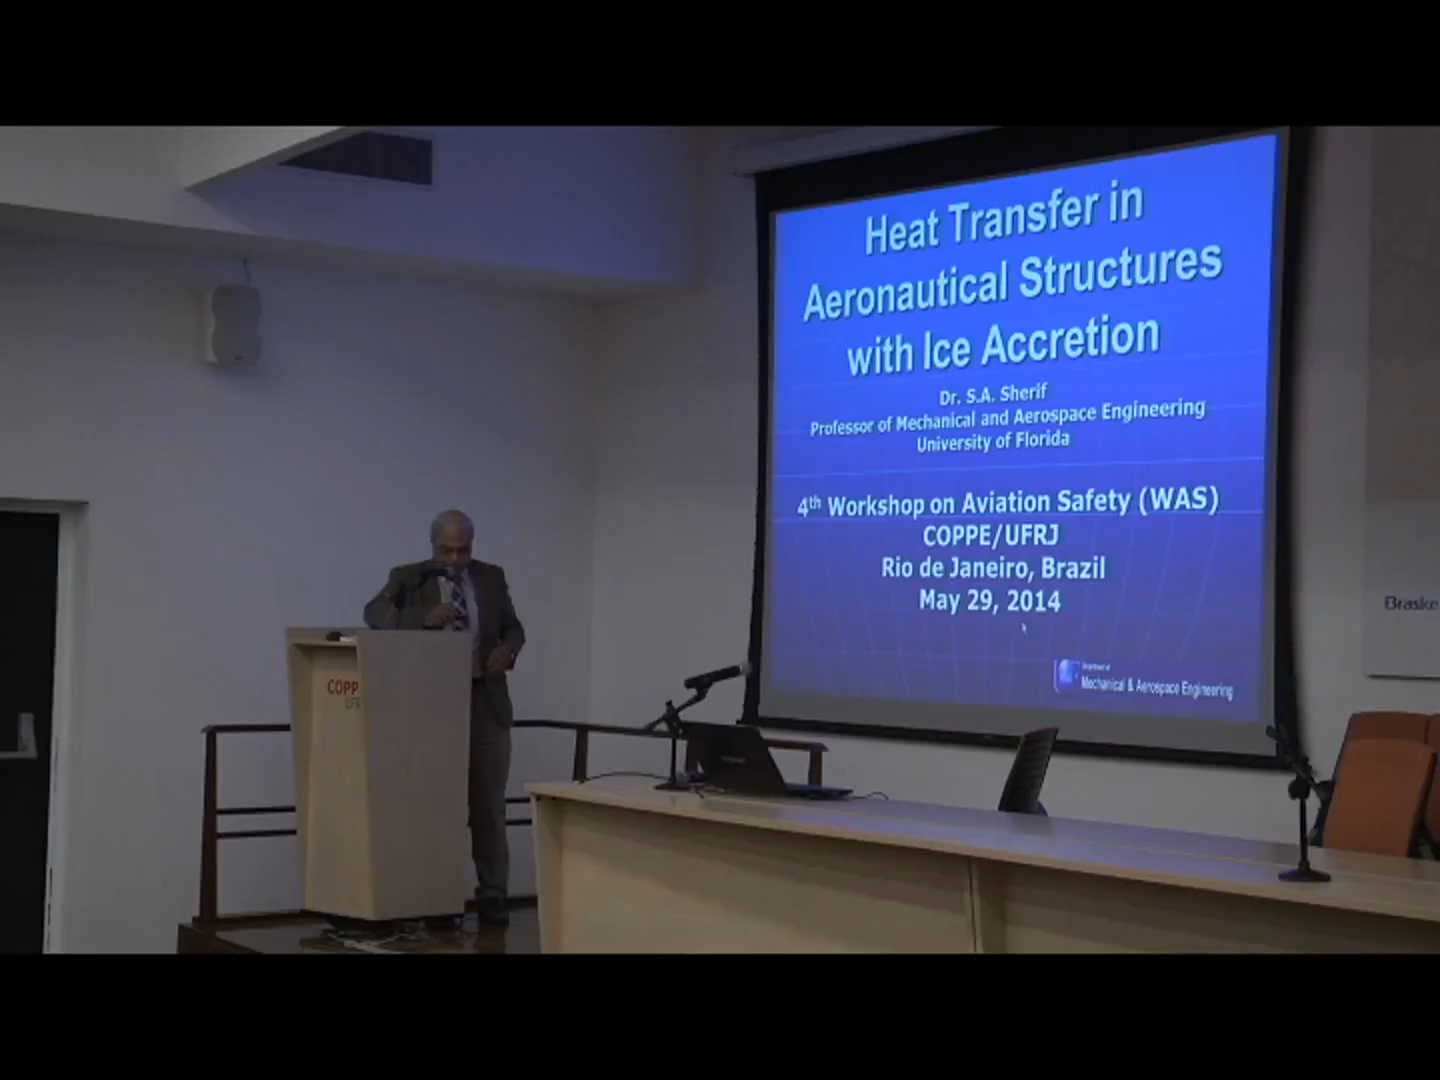 Heat Transfer in
Aeronautical Structures
with Ice Accretion
Dr. S.A. Sherif
Professor of Mechanical and Aerospace Engineering
University of Florida
4th Workshop on Aviation Safety (WAS)
COPPE/UFRJ
Rio de Janeiro, Brazil
May 29, 2014
Mechanical & Aerospace Engineering
COPP
UFR
Braske